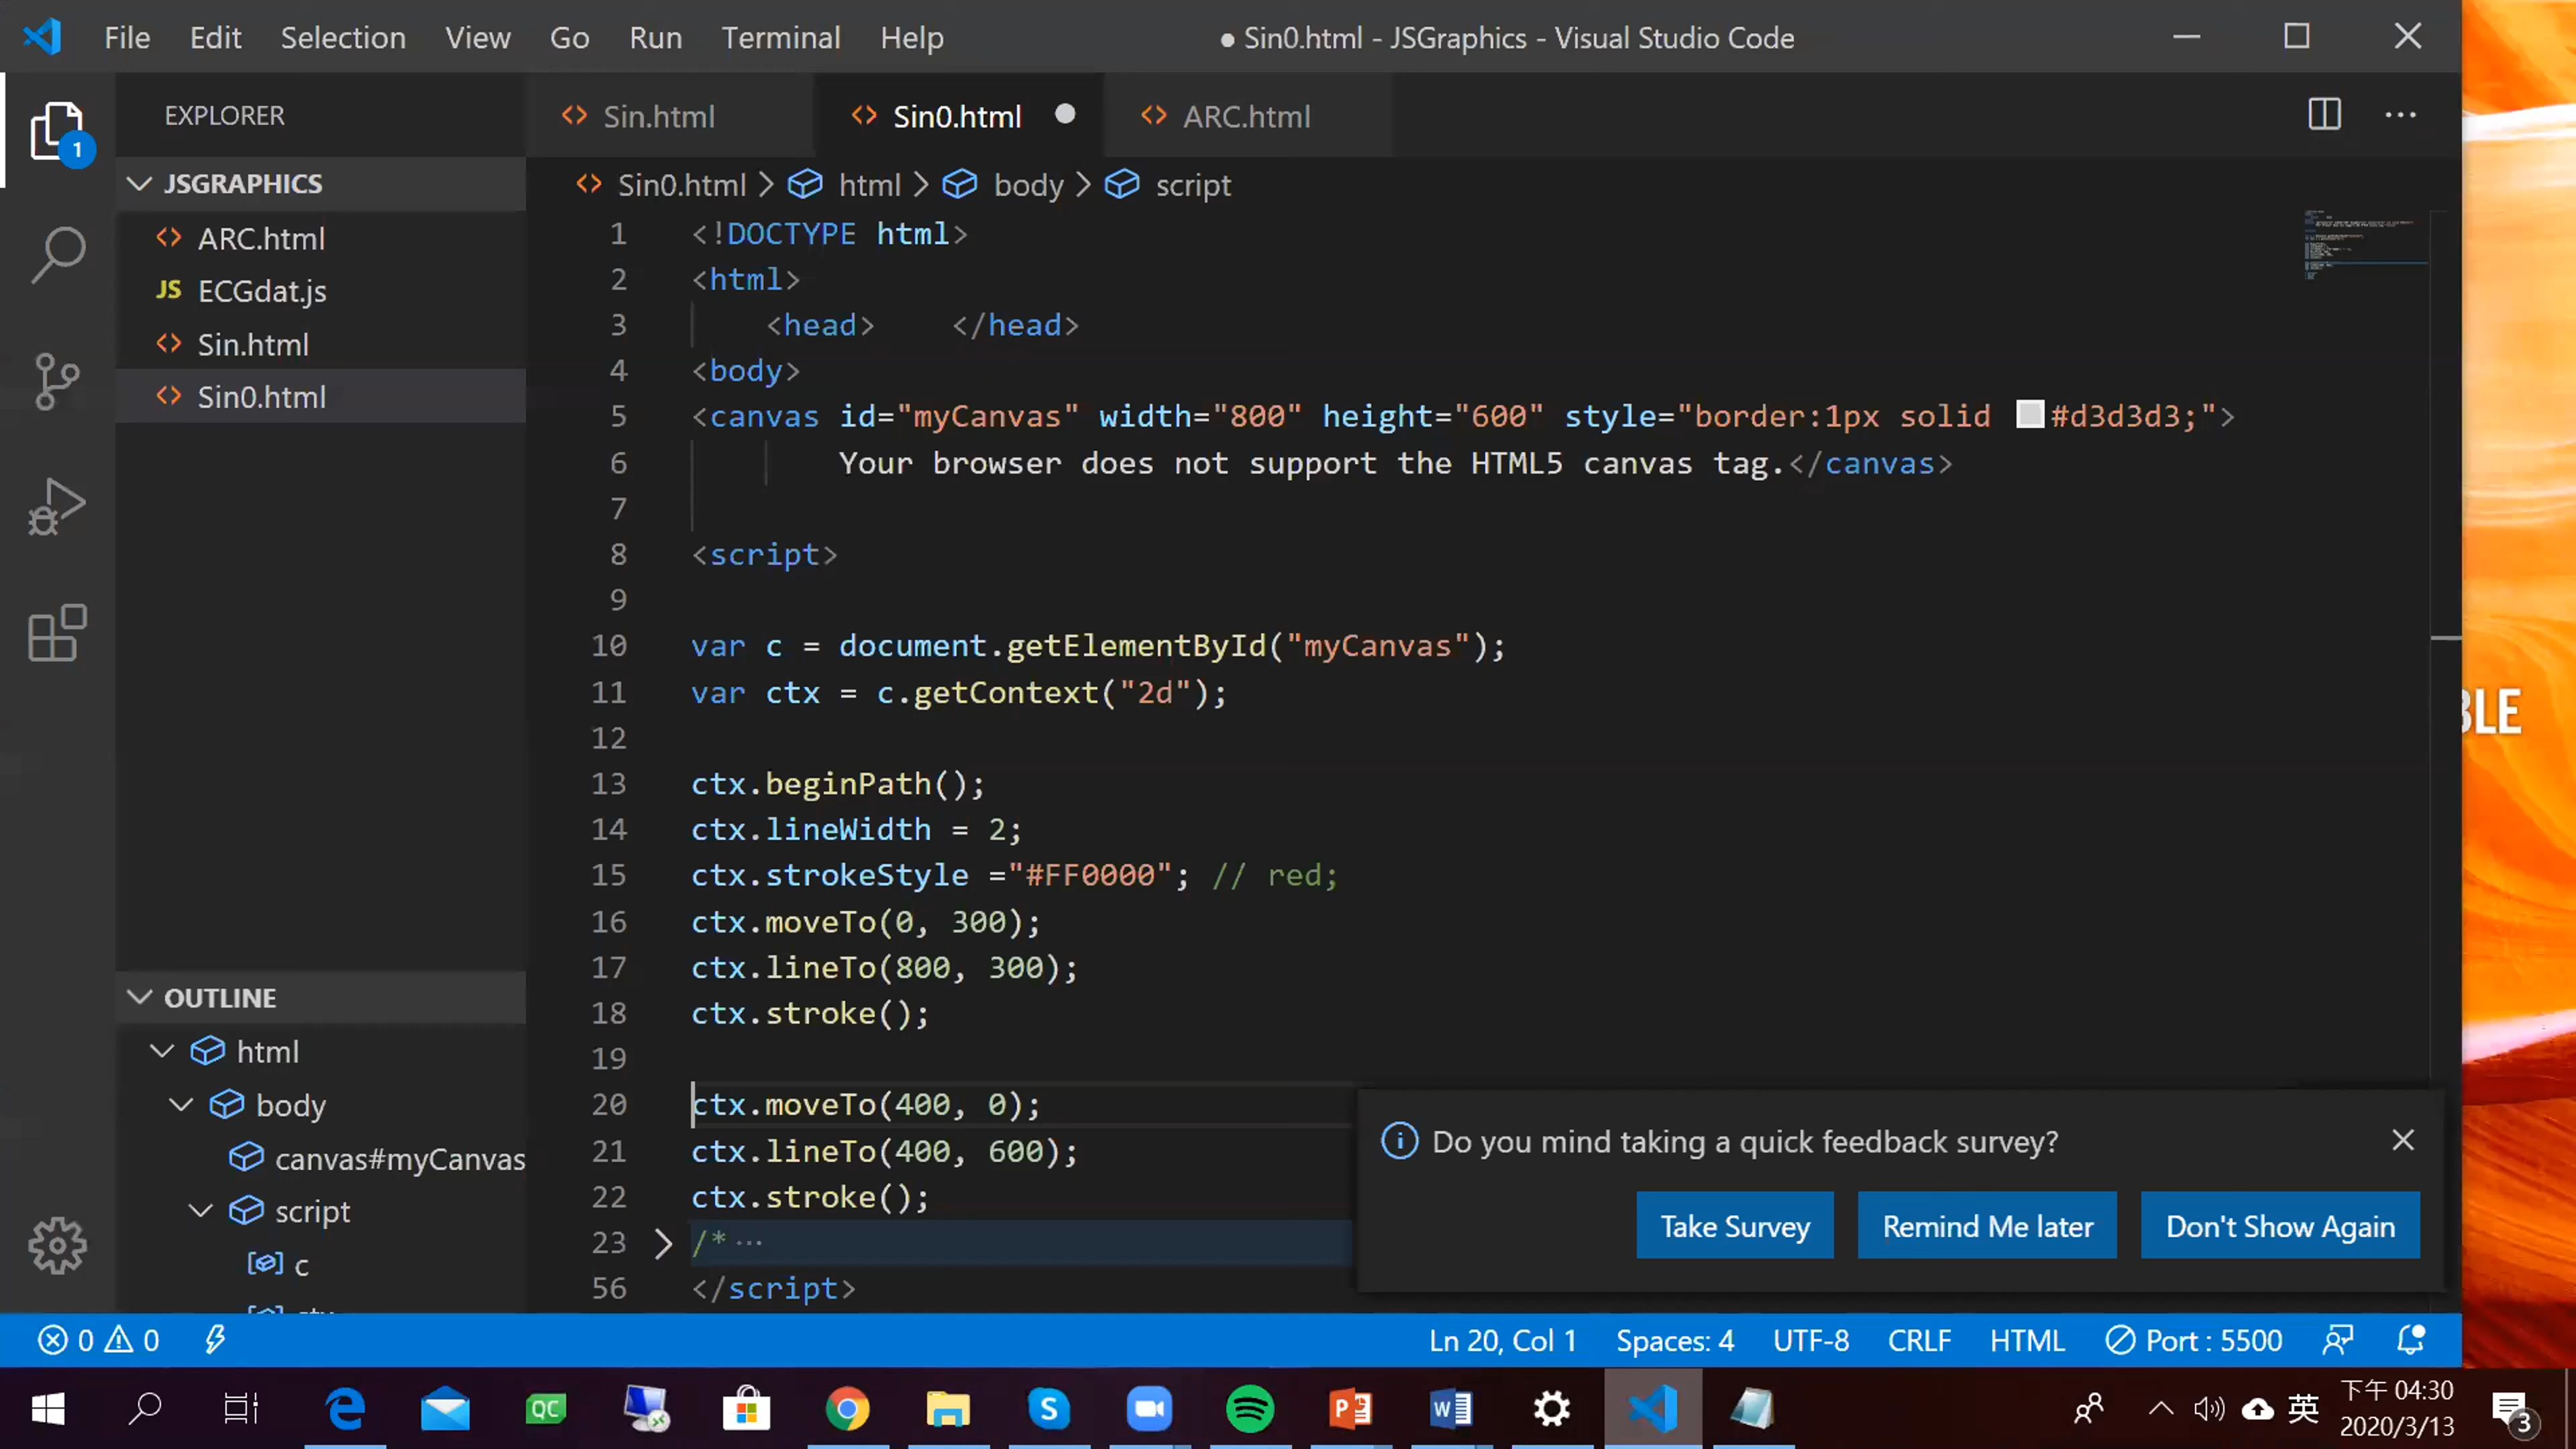 File Edit Selection View Go Run Terminal Help ● Sin0.html - JSGraphics - Visual Studio Code
EXPLORER
Sin.html Sin0.html ARC.html
1
JSGRAPHICS
ARC.html
JS ECGdat.js
Sin.html
Sin0.html
Sin0.html > html > body > script
1 <!DOCTYPE html>
2 <html>
3 <head> </head>
4 <body>
5 <canvas id="myCanvas" width="800" height="600" style="border:1px solid #d3d3d3;">
6 Your browser does not support the HTML5 canvas tag.</canvas>
7
8 <script>
9
10 var c = document.getElementById("myCanvas");
11 var ctx = c.getContext("2d");
12
13 ctx.beginPath();
14 ctx.lineWidth = 2;
15 ctx.strokeStyle ="#FF0000"; // red;
16 ctx.moveTo(0, 300);
17 ctx.lineTo(800, 300);
18 ctx.stroke();
19
20 ctx.moveTo(400, 0);
21 ctx.lineTo(400, 600);
22 ctx.stroke();
23 /* ···
56 </script>
OUTLINE
html
body
canvas#myCanvas
script
c
BLE
Do you mind taking a quick feedback survey?
Take Survey Remind Me later Don't Show Again
0 0 Ln 20, Col 1 Spaces: 4 UTF-8 CRLF HTML Port : 5500
QC
英
下午 04:30
2020/3/13
3